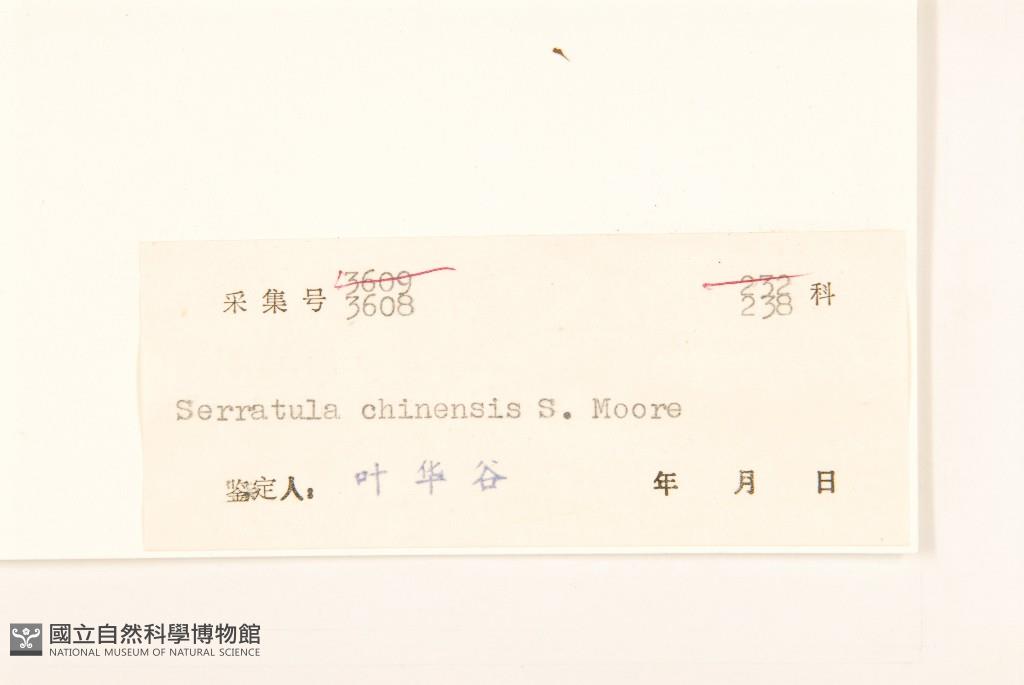 3609 232
采集号 3608 238 科
Serratula chinensis S. Moore
鉴定人: 叶华谷 年 月 日
國立自然科學博物館
NATIONAL MUSEUM OF NATURAL SCIENCE